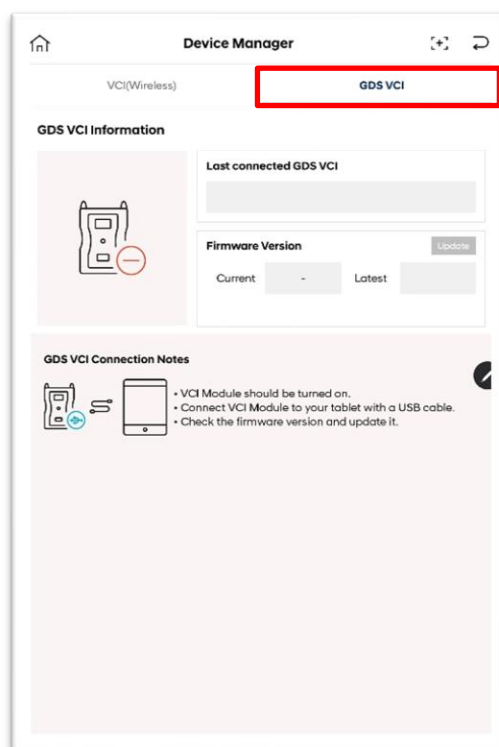 Device Manager
VCI(Wireless)
GDS VCI
GDS VCI Information
Last connected GDS VCI
Firmware Version
Update
Current - Latest
GDS VCI Connection Notes
• VCI Module should be turned on.
• Connect VCI Module to your tablet with a USB cable.
• Check the firmware version and update it.